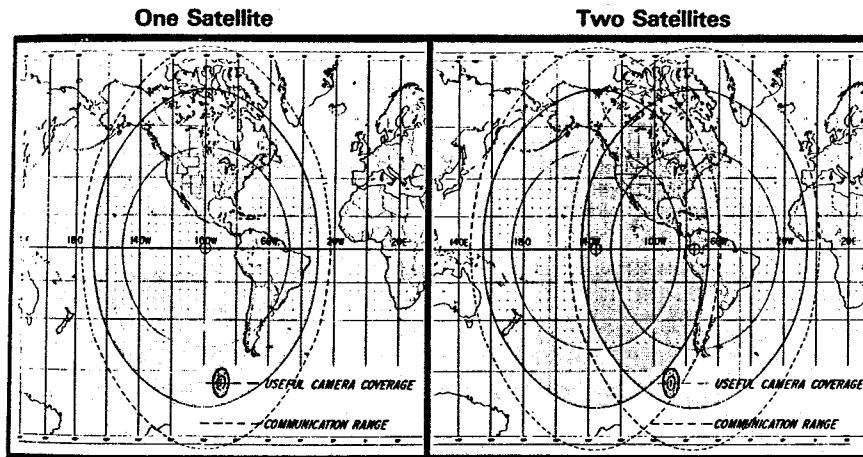 One Satellite
Two Satellites
180 140W 100W 60W 20W 20E
140E 180 100W 60W 20W 20E
USEFUL CAMERA COVERAGE
USEFUL CAMERA COVERAGE
COMMUNICATION RANGE
COMMUNICATION RANGE